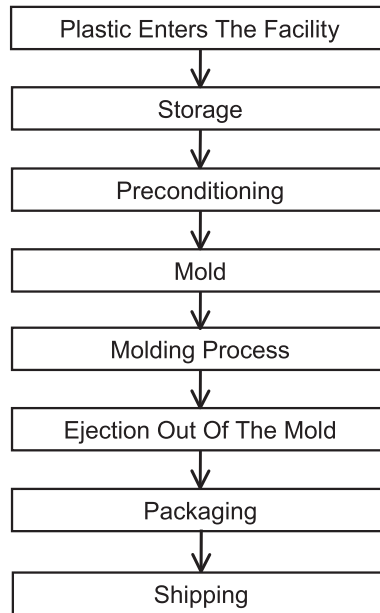 Plastic Enters The Facility
Storage
Preconditioning
Mold
Molding Process
Ejection Out Of The Mold
Packaging
Shipping